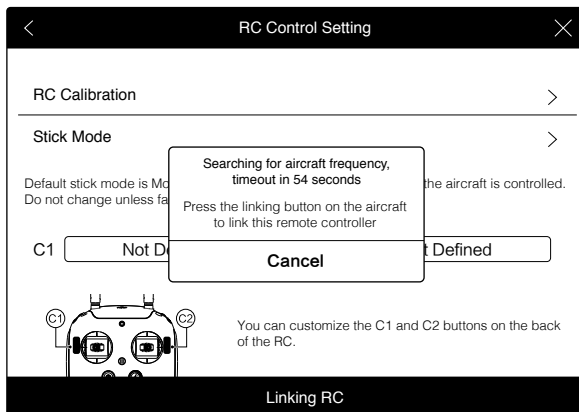 RC Control Setting
RC Calibration
Stick Mode
Searching for aircraft frequency,
timeout in 54 seconds
Press the linking button on the aircraft
to link this remote controller
Cancel
Default stick mode is the aircraft is controlled.
Do not change unless
C1 Not Defined
C1 C2
You can customize the C1 and C2 buttons on the back
of the RC.
Linking RC